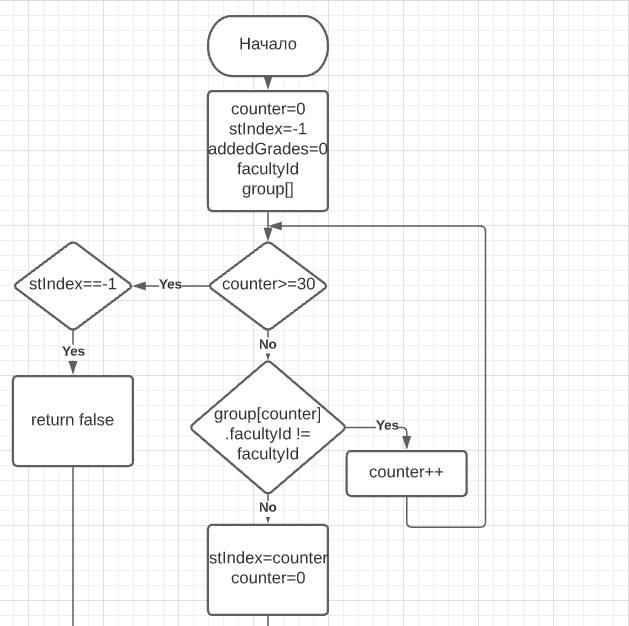 Начало
counter=0
stIndex=-1
addedGrades=0
facultyId
group[]
stIndex==-1
Yes
counter>=30
Yes
No
return false
group[counter]
.facultyId !=
facultyId
Yes
counter++
No
stIndex=counter
counter=0